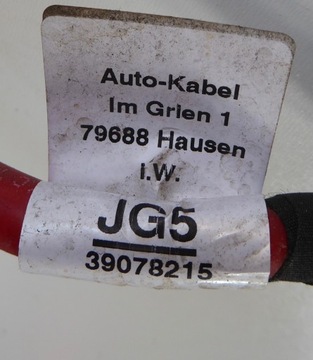 Auto-Kabel
Im Grien 1
79688 Hausen
i.W.
JG5
39078215